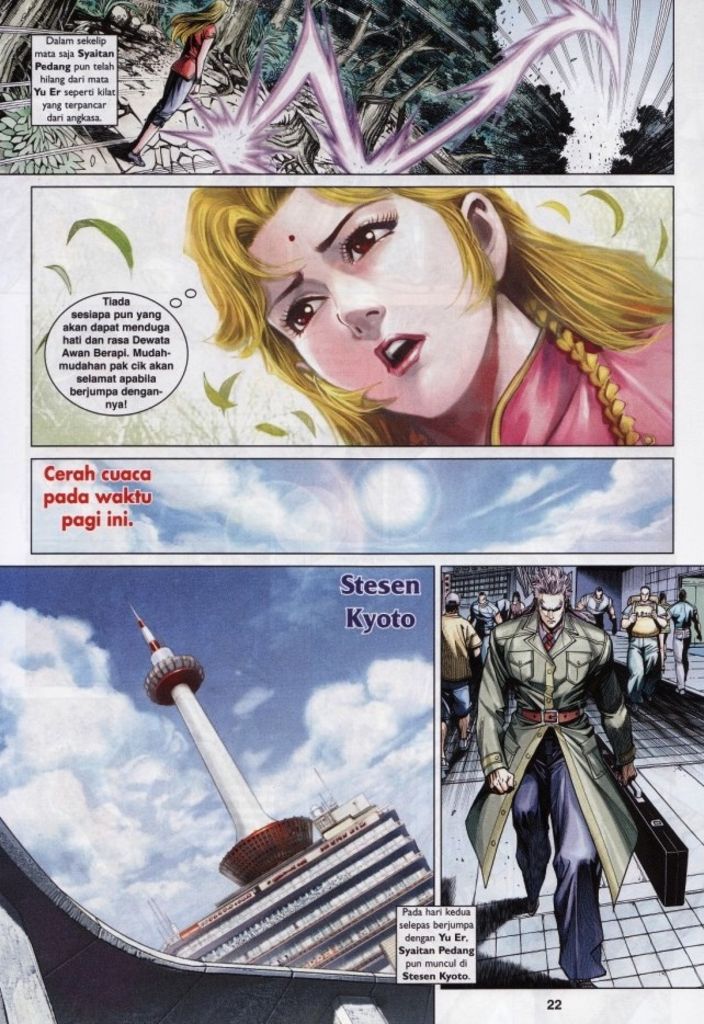 Dalam sekelip
mata saja Syaitan
Pedang pun telah
hilang dari mata
Yu Er seperti kilat
yang terpancar
dari angkasa.
Tiada
sesiapa pun yang
akan dapat menduga
hati dan rasa Dewata
Awan Berapi. Mudah-
mudahan pak cik akan
selamat apabila
berjumpa dengan-
nya!
Cerah cuaca
pada waktu
pagi ini.
Stesen
Kyoto
Pada hari kedua
selepas berjumpa
dengan Yu Er,
Syaitan Pedang
pun muncul di
Stesen Kyoto.
22